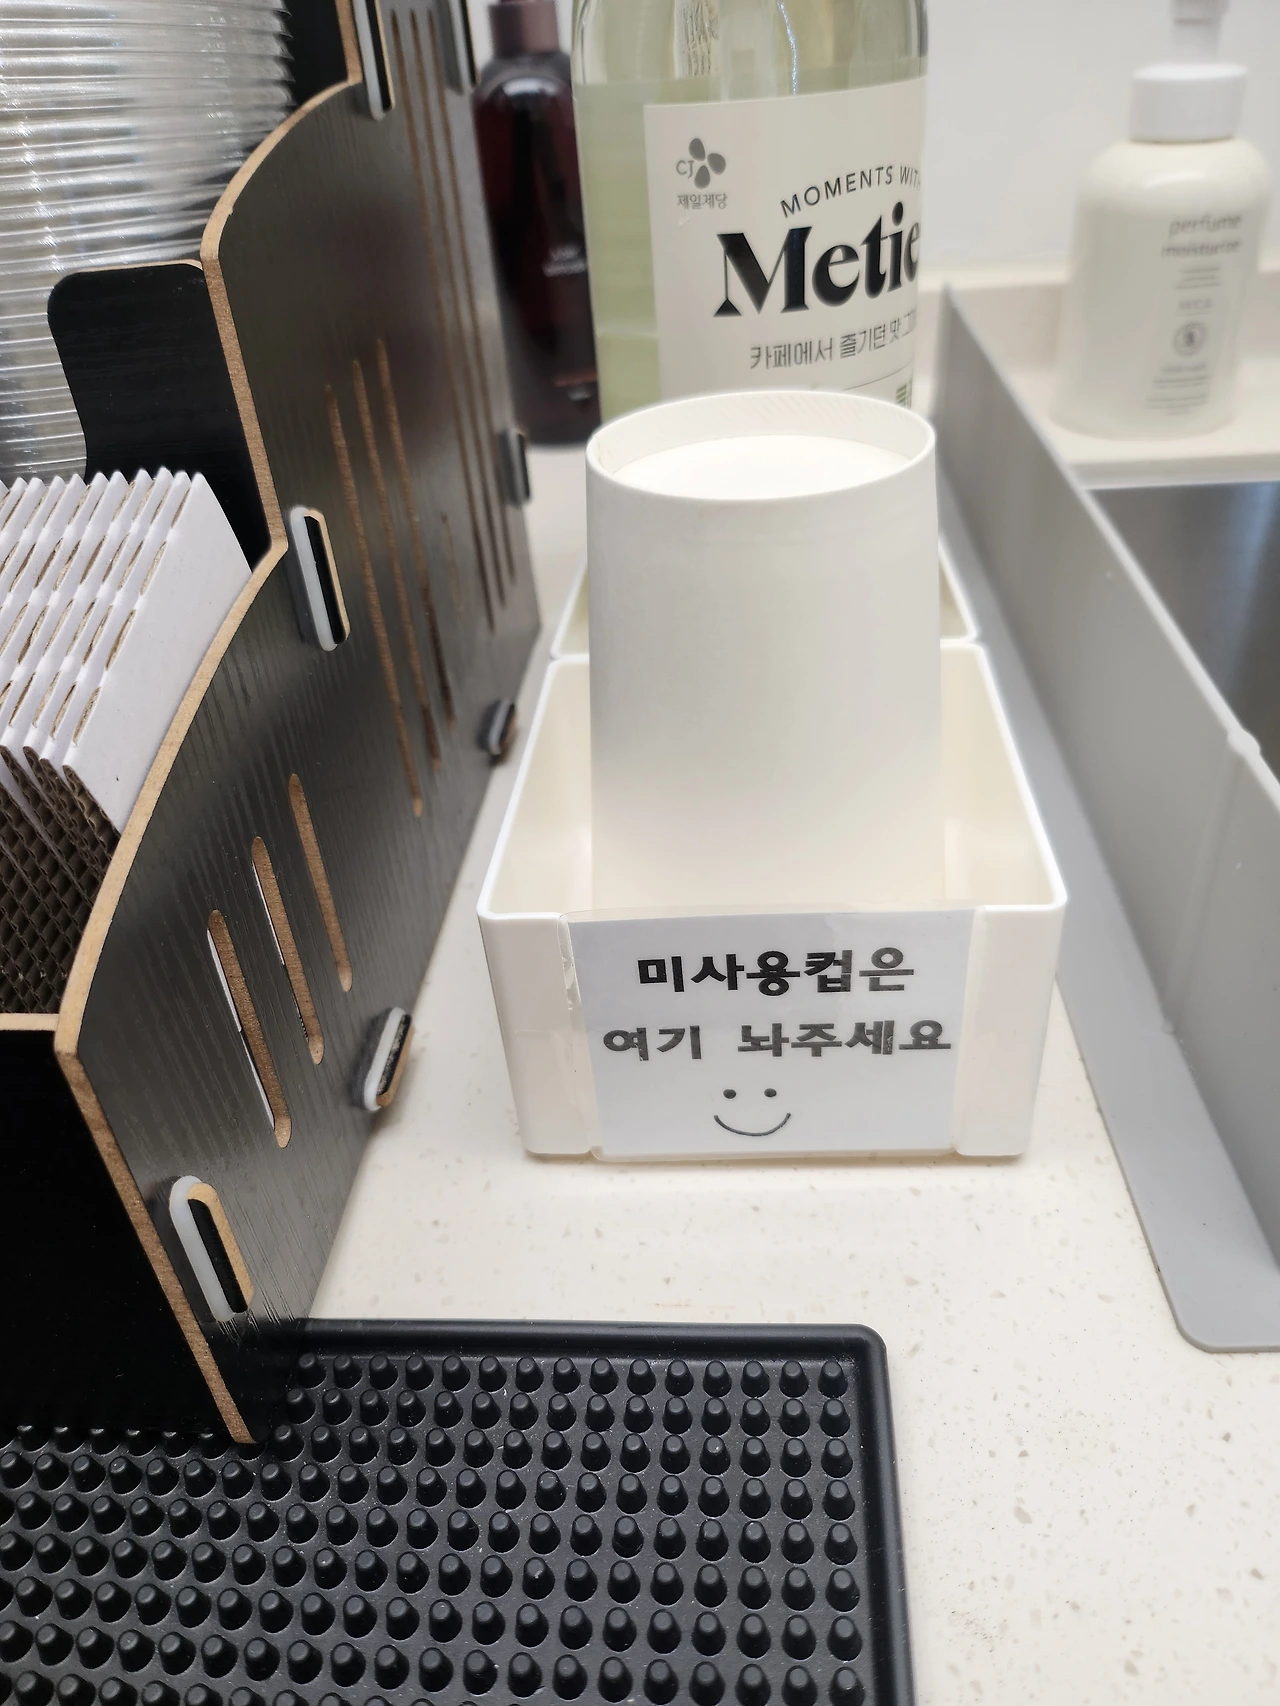 CJ
제일제당
MOMENTS WITH
Metie
카페에서 즐기던 맛 그
perfume
moisturize
미사용컵은
여기 놔주세요